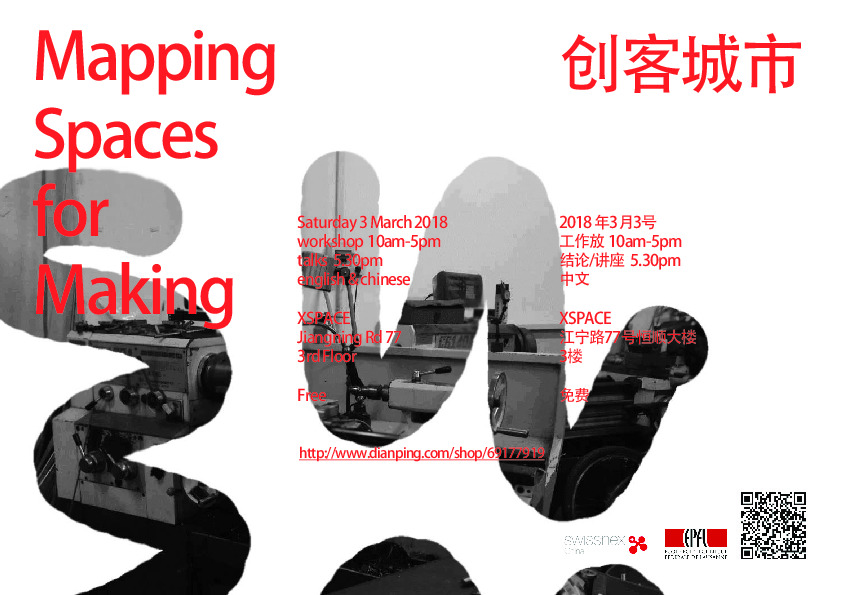 Mapping
Spaces
for
Making
创客城市
Saturday 3 March 2018
workshop 10am-5pm
talks 5.30pm
english & chinese
XSPACE
Jiangning Rd 77
3rd Floor
Free
http://www.dianping.com/shop/69177919
2018 年3月3号
工作放 10am-5pm
结论/讲座 5.30pm
中文
XSPACE
江宁路77号恒顺大楼
3楼
免费
swissnex
China
EPFL